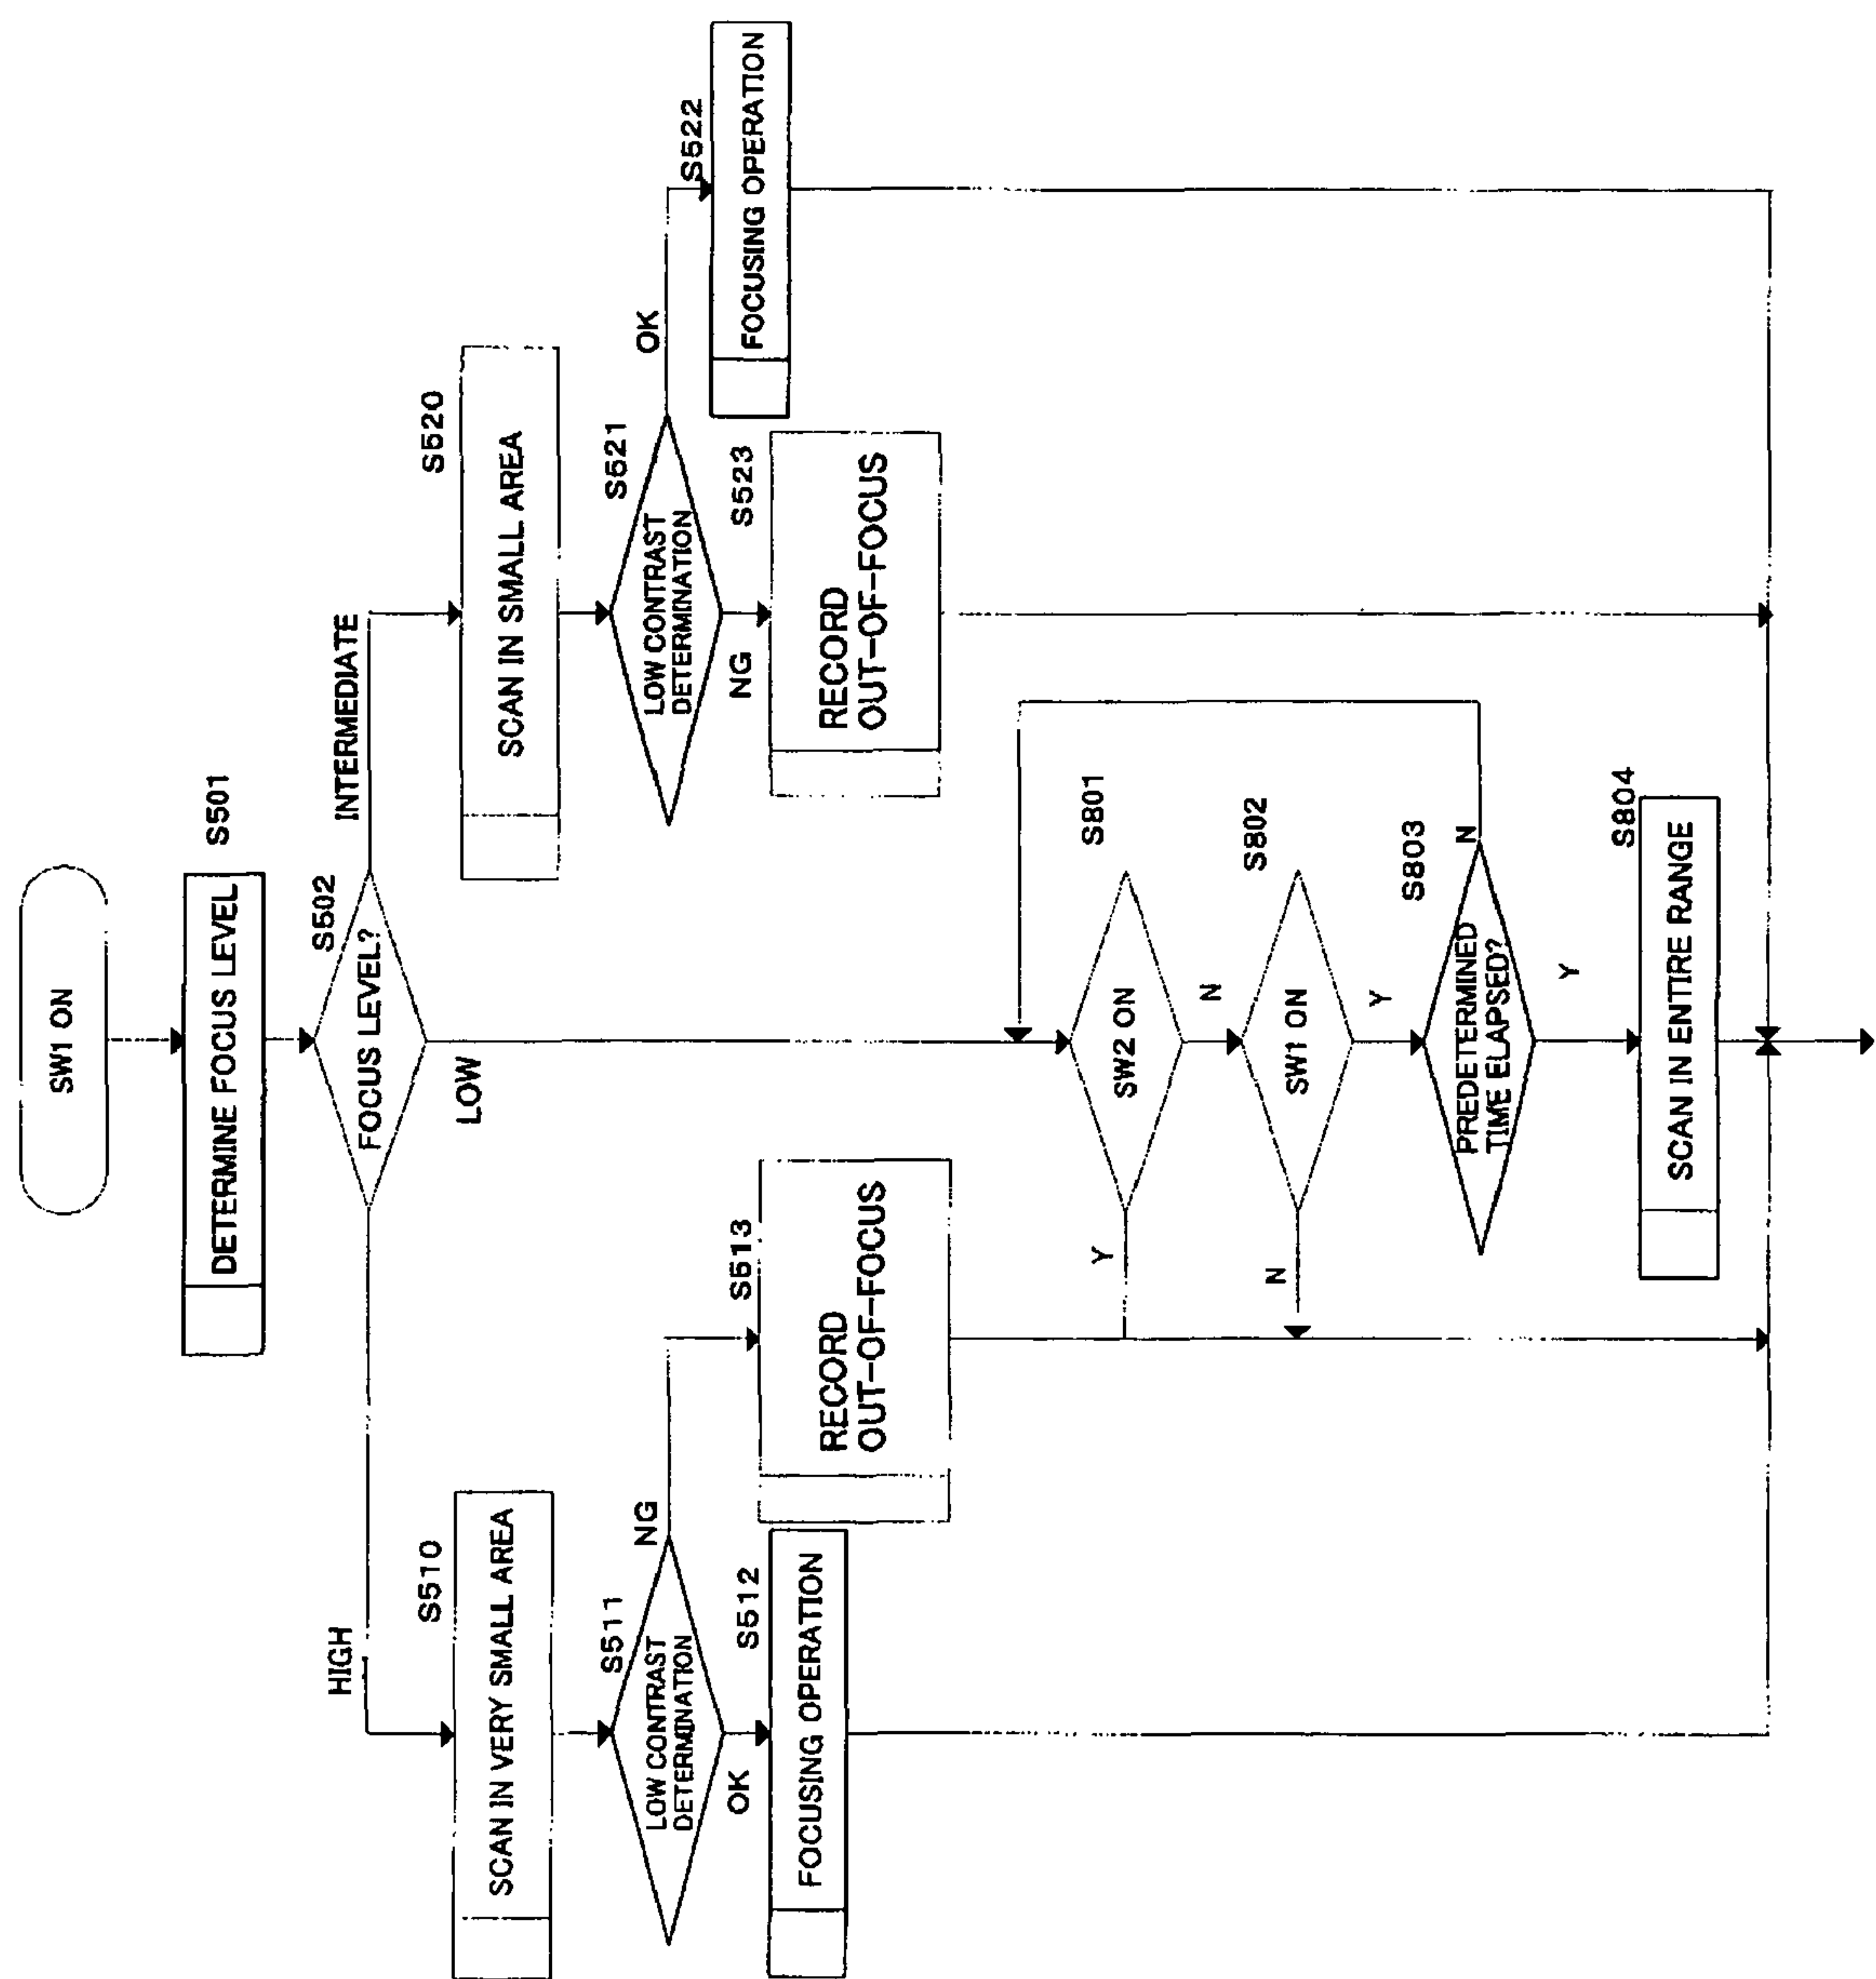 SW1 ON
S501
DETERMINE FOCUS LEVEL
S502
FOCUS LEVEL?
HIGH
LOW
INTERMEDIATE
S510
SCAN IN VERY SMALL AREA
S511
LOW CONTRAST
DETERMINATION
NG
OK
S512
FOCUSING OPERATION
S513
RECORD
OUT-OF-FOCUS
S520
SCAN IN SMALL AREA
S521
LOW CONTRAST
DETERMINATION
OK
NG
S522
FOCUSING OPERATION
S523
RECORD
OUT-OF-FOCUS
S801
SW2 ON
Y
N
S802
SW1 ON
N
Y
S803
PREDETERMINED
TIME ELAPSED?
N
Y
S804
SCAN IN ENTIRE RANGE